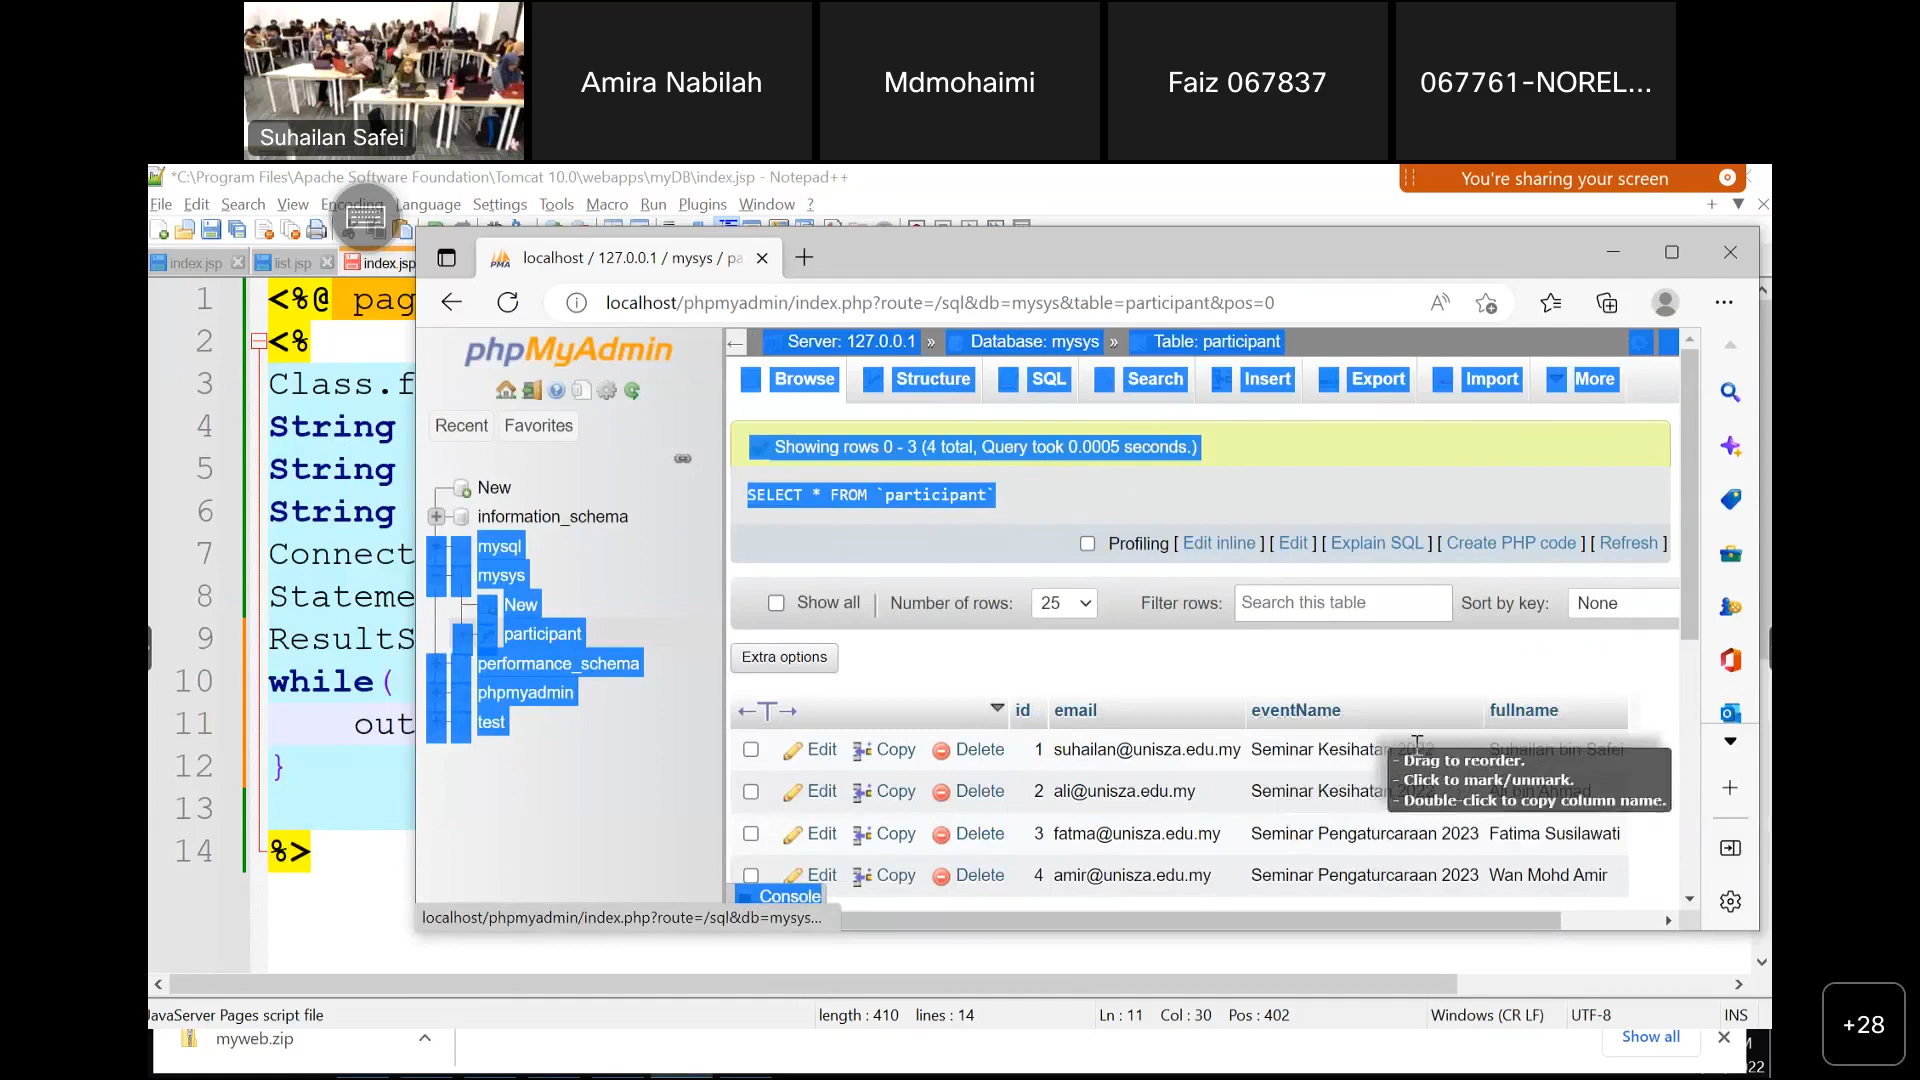 Suhailan Safei
Amira Nabilah
Mdmohaimi
Faiz 067837
067761-NOREL...
*C:\Program Files\Apache Software Foundation\Tomcat 10.0\webapps\myDB\index.jsp - Notepad++
You're sharing your screen
File Edit Search View Encoding Language Settings Tools Macro Run Plugins Window ?
index.jsp
list.jsp
index.jsp
1 <%@ pag
2 <%
3 Class.f
4 String
5 String
6 String
7 Connect
8 Stateme
9 ResultS
10 while(
11 out
12 }
13
14 %>
localhost / 127.0.0.1 / mysys / pa
localhost/phpmyadmin/index.php?route=/sql&db=mysys&table=participant&pos=0
phpMyAdmin
Recent Favorites
New
information_schema
mysql
mysys
New
participant
performance_schema
phpmyadmin
test
Server: 127.0.0.1 » Database: mysys » Table: participant
Browse Structure SQL Search Insert Export Import More
Showing rows 0 - 3 (4 total, Query took 0.0005 seconds.)
SELECT * FROM `participant`
Profiling [ Edit inline ] [ Edit ] [ Explain SQL ] [ Create PHP code ] [ Refresh ]
Show all Number of rows: 25 Filter rows: Search this table Sort by key: None
Extra options
id email eventName fullname
Edit Copy Delete 1 suhailan@unisza.edu.my Seminar Kesihatan 2022 Suhailan bin Safei
Edit Copy Delete 2 ali@unisza.edu.my Seminar Kesihatan 2022 Ali bin Ahmad
Edit Copy Delete 3 fatma@unisza.edu.my Seminar Pengaturcaraan 2023 Fatima Susilawati
Edit Copy Delete 4 amir@unisza.edu.my Seminar Pengaturcaraan 2023 Wan Mohd Amir
- Drag to reorder.
- Click to mark/unmark.
- Double-click to copy column name.
Console
localhost/phpmyadmin/index.php?route=/sql&db=mysys...
JavaServer Pages script file length : 410 lines : 14 Ln : 11 Col : 30 Pos : 402 Windows (CR LF) UTF-8 INS
myweb.zip
Show all
+28